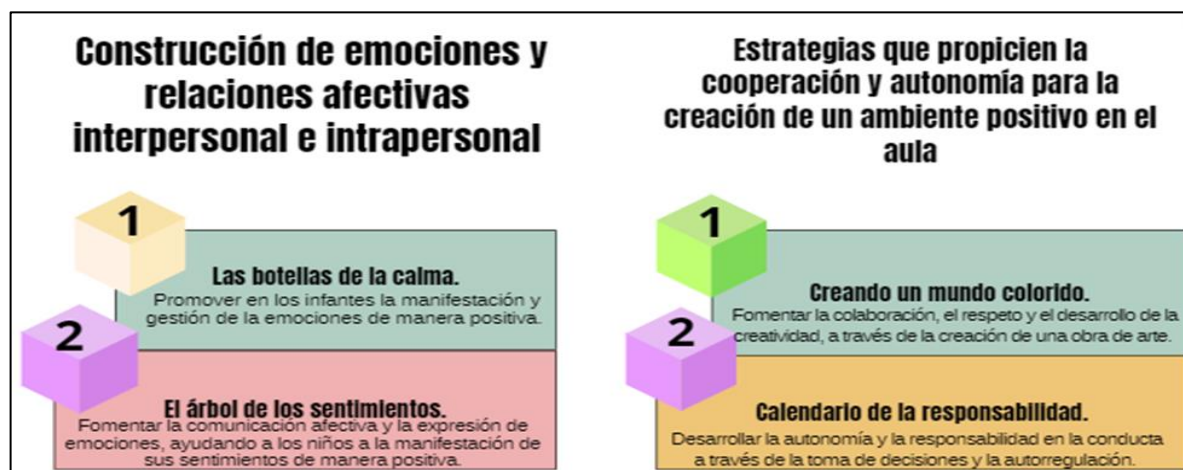 Construcción de emociones y
relaciones afectivas
interpersonal e intrapersonal
1
Las botellas de la calma.
Promover en los infantes la manifestación y
gestión de la emociones de manera positiva.
2
El árbol de los sentimientos.
Fomentar la comunicación afectiva y la expresión de
emociones, ayudando a los niños a la manifestación de
sus sentimientos de manera positiva.
Estrategias que propicien la
cooperación y autonomía para la
creación de un ambiente positivo en el
aula
1
Creando un mundo colorido.
Fomentar la colaboración, el respeto y el desarrollo de la
creatividad, a través de la creación de una obra de arte.
2
Calendario de la responsabilidad.
Desarrollar la autonomía y la responsabilidad en la conducta
a través de la toma de decisiones y la autorregulación.